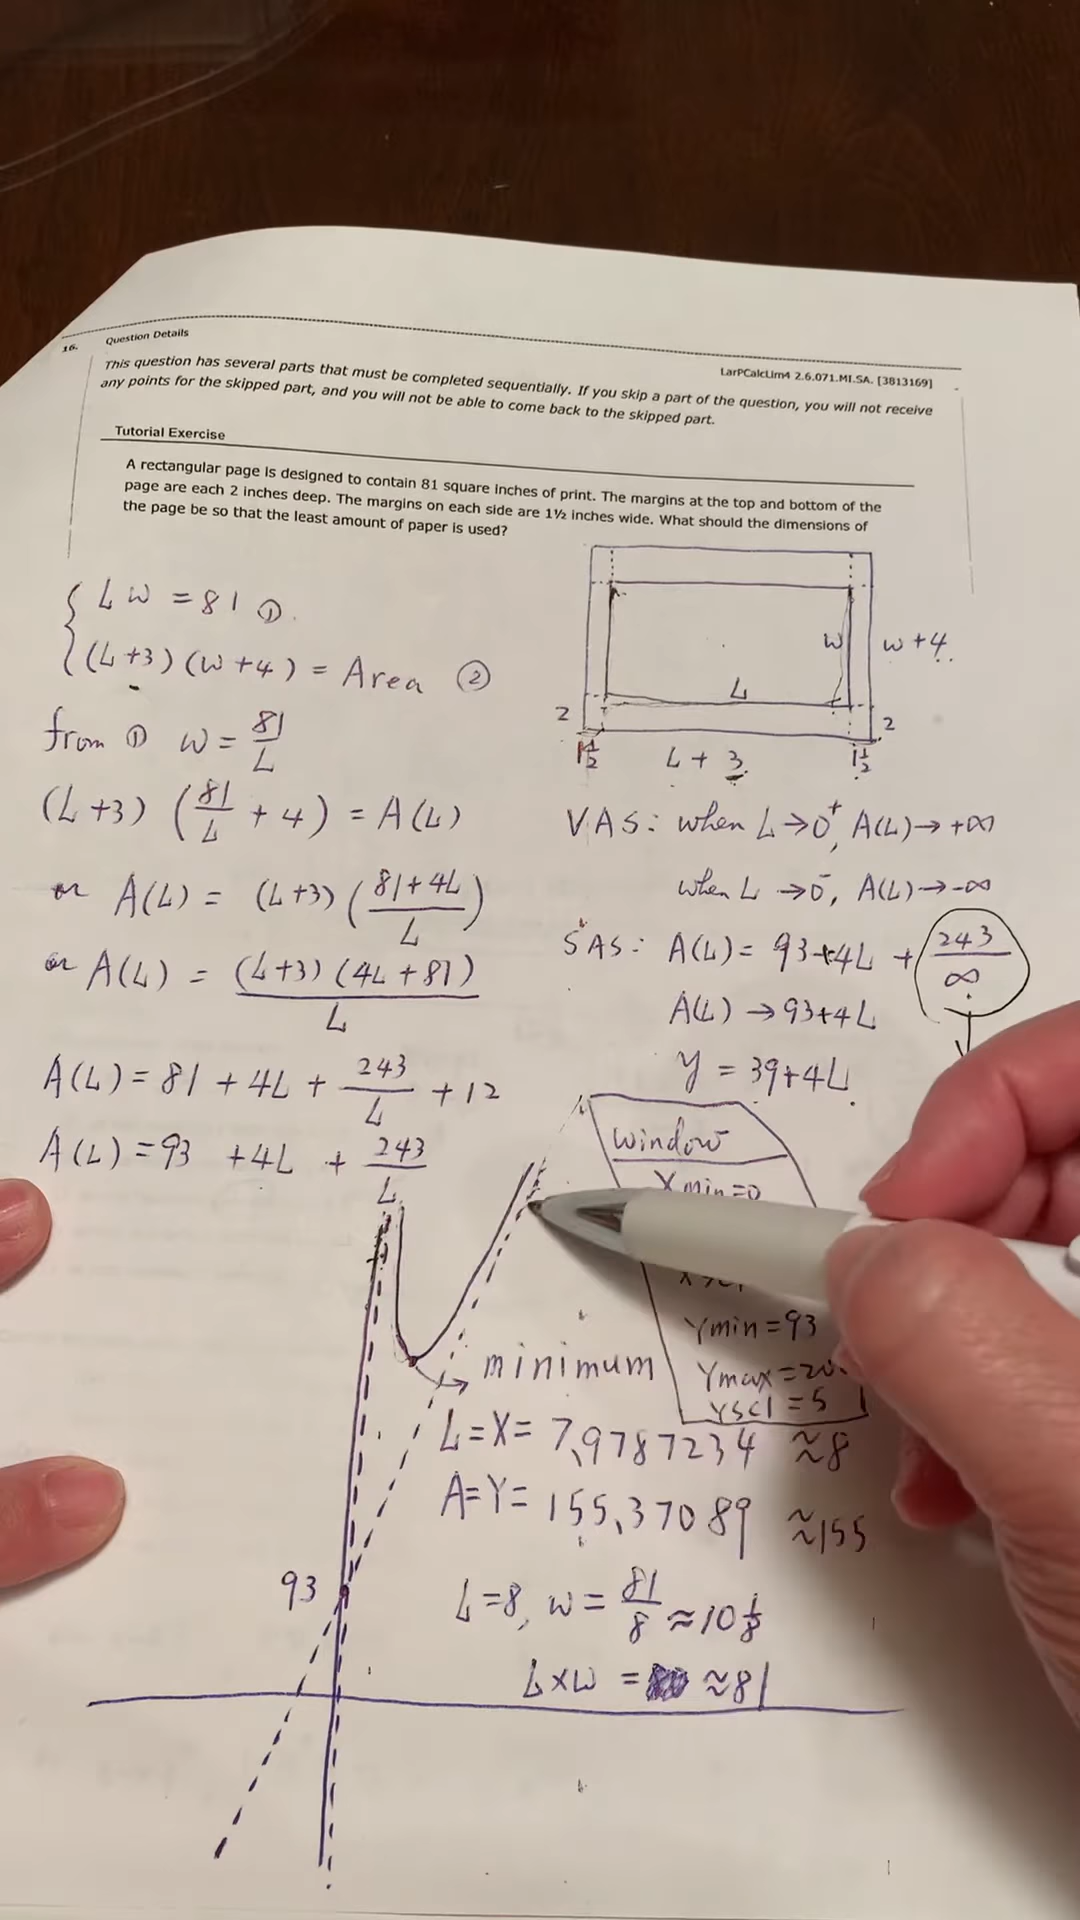 16. Question Details
LarPCalcLim4 2.6.071.MI.SA. [3813169]
This question has several parts that must be completed sequentially. If you skip a part of the question, you will not receive
any points for the skipped part, and you will not be able to come back to the skipped part.
Tutorial Exercise
A rectangular page is designed to contain 81 square inches of print. The margins at the top and bottom of the
page are each 2 inches deep. The margins on each side are 1½ inches wide. What should the dimensions of
the page be so that the least amount of paper is used?
LW = 81 ①
(L+3)(W+4) = Area ②
from ① W = 81/L
(L+3)(81/L + 4) = A(L)
or A(L) = (L+3)((81+4L)/L)
or A(L) = (L+3)(4L+81)/L
A(L) = 81 + 4L + 243/L + 12
A(L) = 93 + 4L + 243/L
W
W+4
L
2
2
1½
L + 3
1½
VAS: when L→0⁺, A(L)→+∞
when L→0⁻, A(L)→-∞
SAS: A(L) = 93+4L + 243/∞
A(L) → 93+4L
y = 39+4L
window
Xmin=0
Xscl
Ymin=93
Ymax=20
Yscl=5
minimum
L=X= 7.9787234 ≈8
A=Y= 155.37089 ≈155
93
L=8, W = 81/8 ≈10⅛
L×W = ≈81